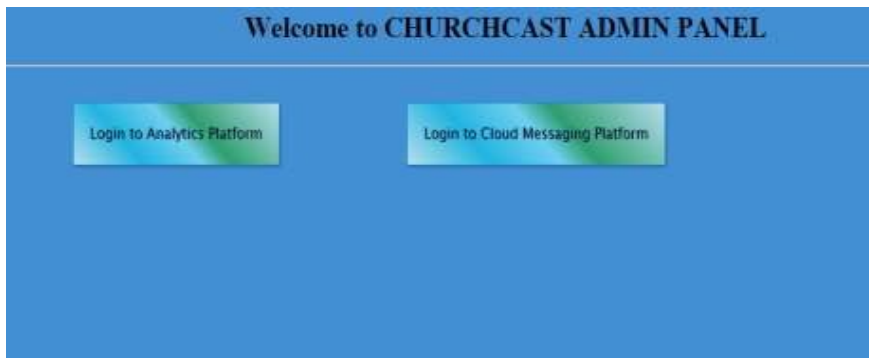 Welcome to CHURCHCAST ADMIN PANEL
Login to Analytics Platform
Login to Cloud Messaging Platform